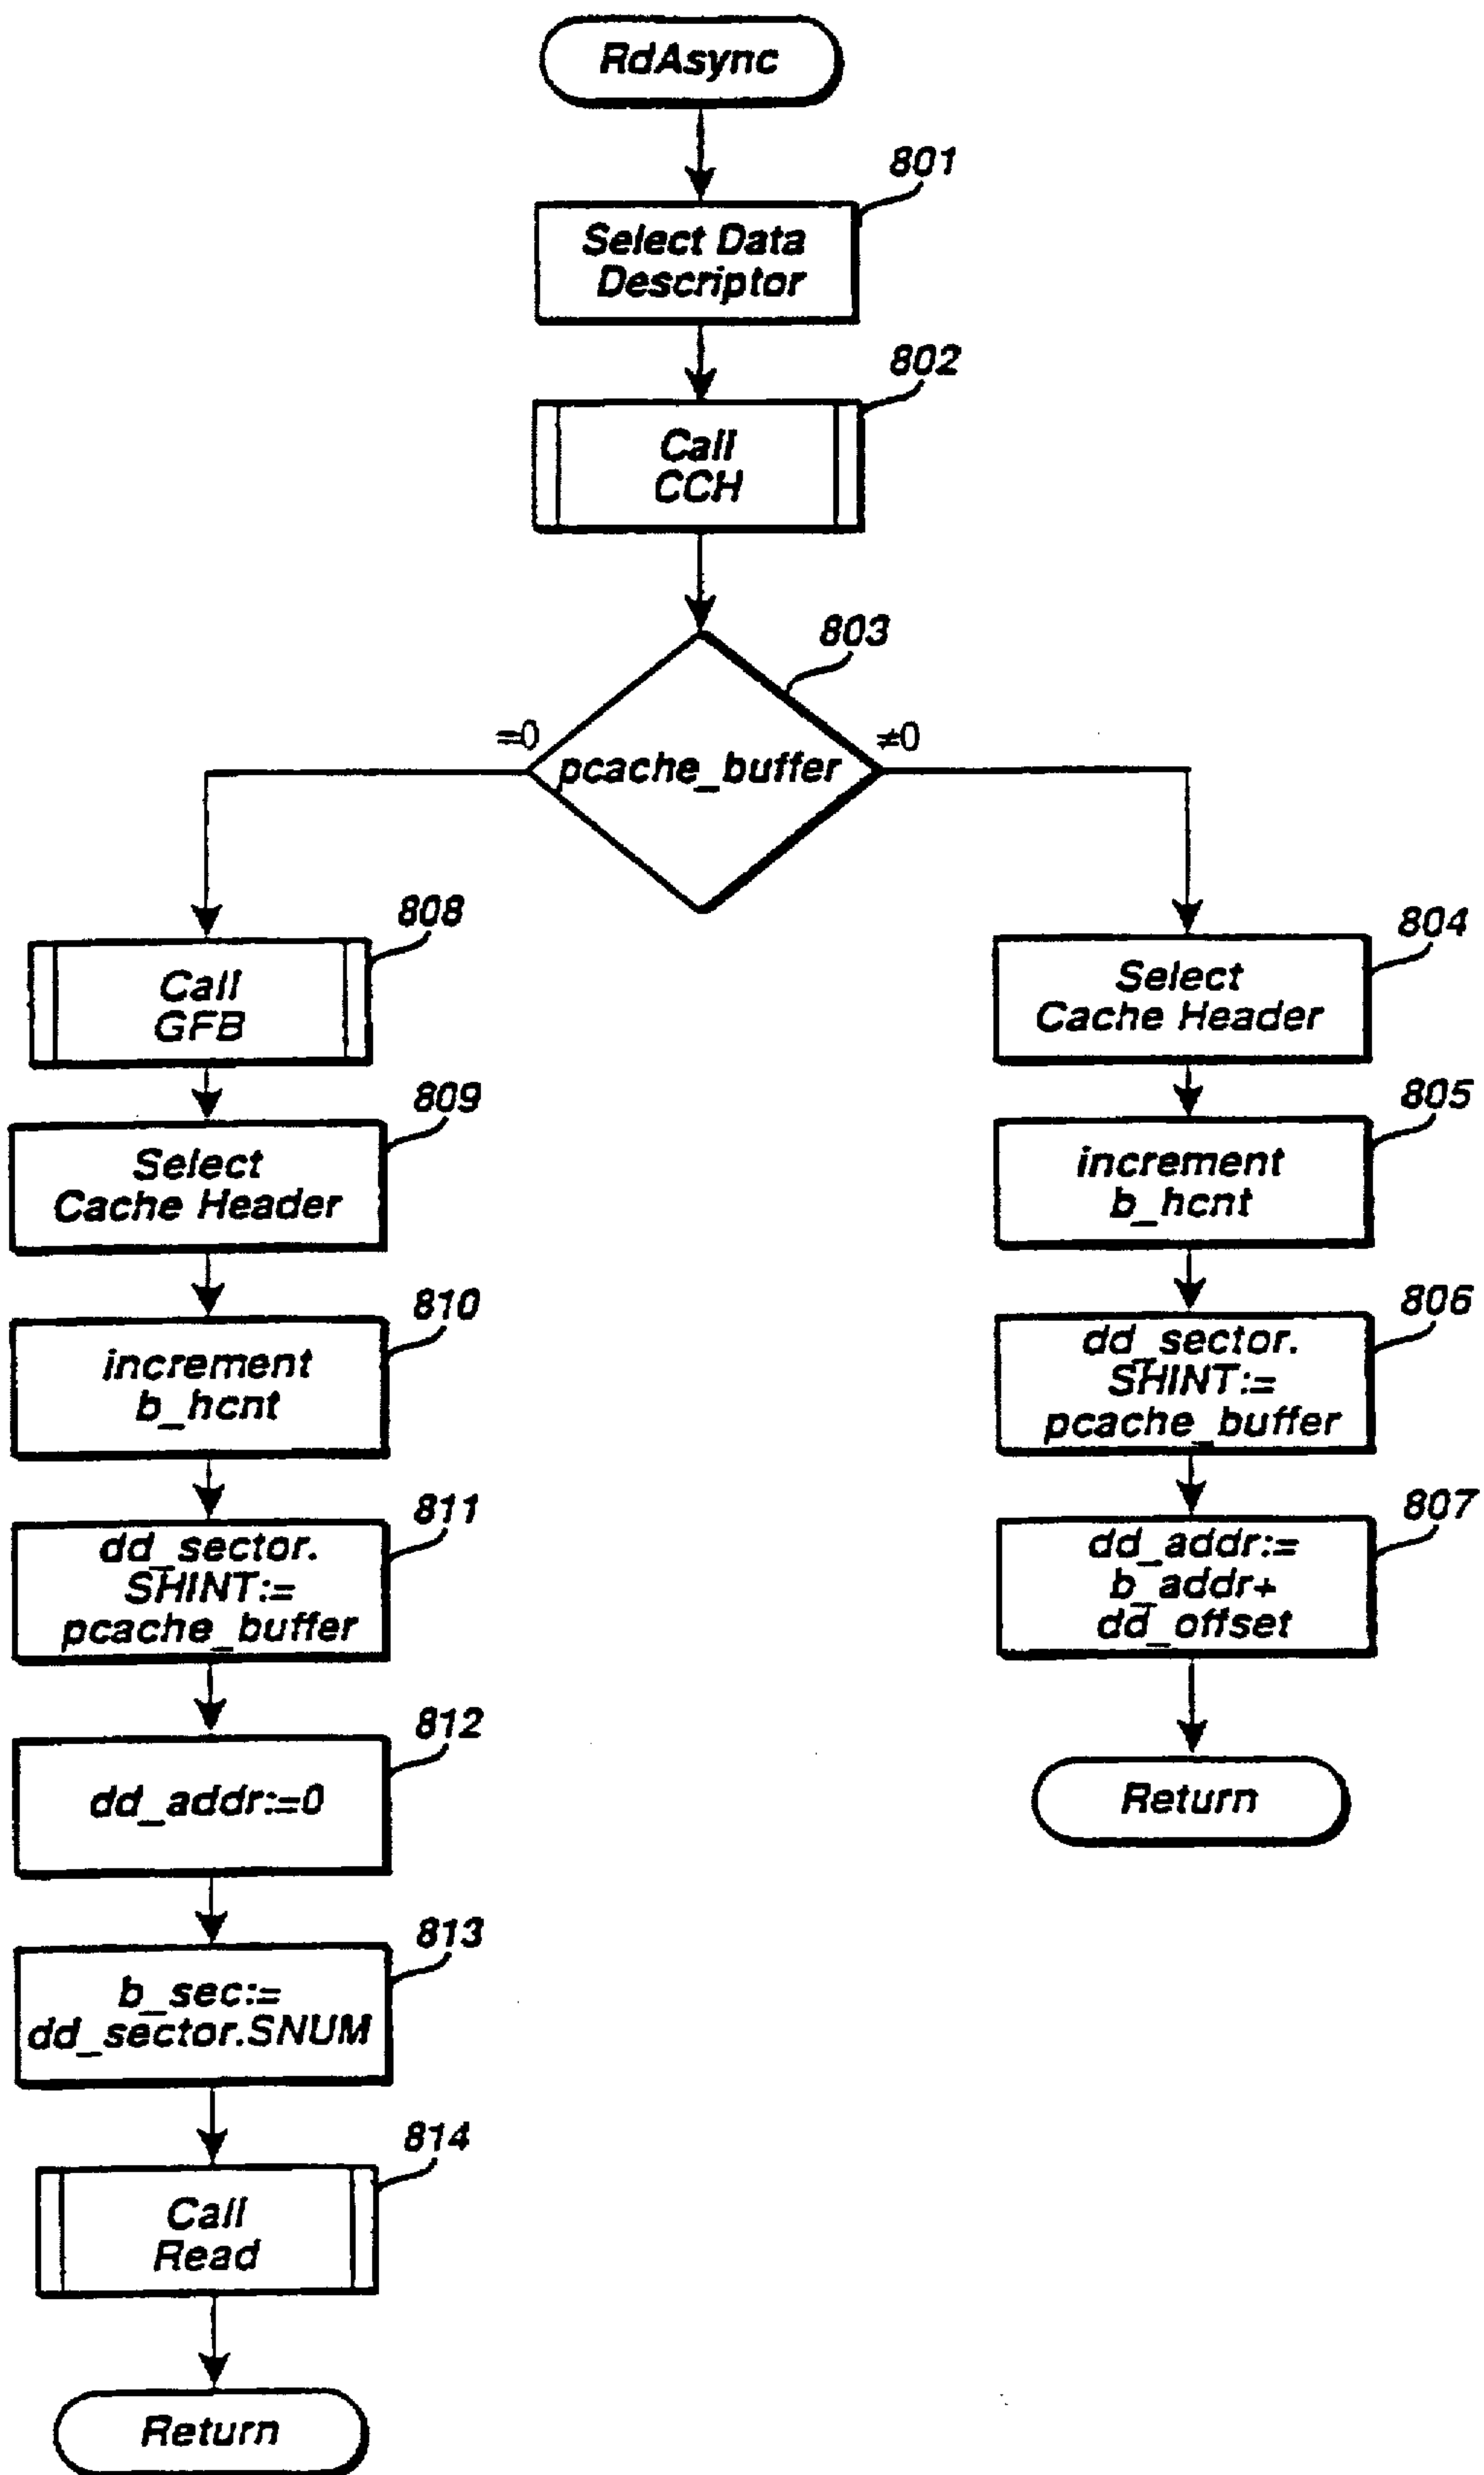 RdAsync
801
Select Data
Descriptor
802
Call
CCH
803
=0
pcache_buffer
≠0
808
Call
GFB
809
Select
Cache Header
810
increment
b_hcnt
811
dd_sector.
SHINT:=
pcache_buffer
812
dd_addr:=0
813
b_sec:=
dd_sector.SNUM
814
Call
Read
Return
804
Select
Cache Header
805
increment
b_hcnt
806
dd_sector.
SHINT:=
pcache_buffer
807
dd_addr:=
b_addr+
dd_offset
Return